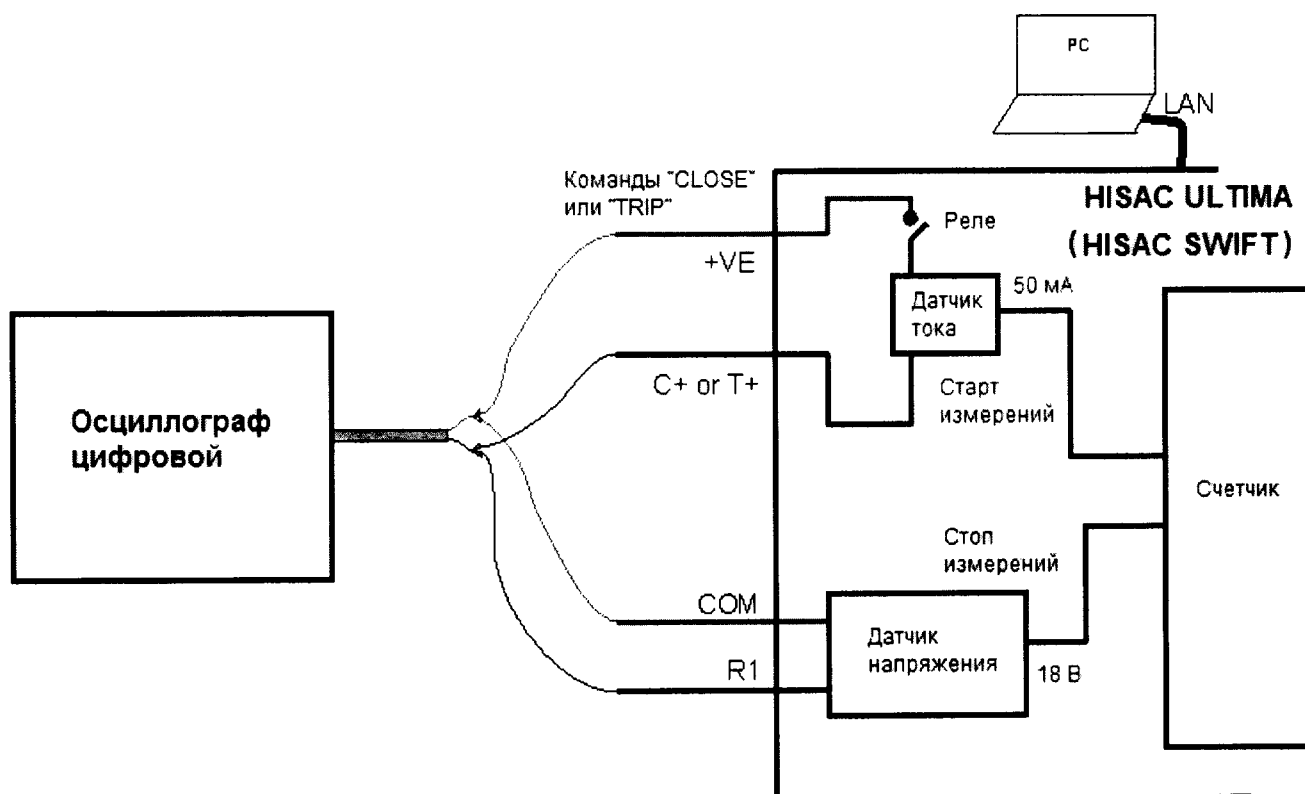 PC
LAN
Команды "CLOSE"
или "TRIP"
HISAC ULTIMA
(HISAC SWIFT)
Реле
+VE
Датчик
тока
50 мА
C+ or T+
Старт
измерений
Осциллограф
цифровой
Счетчик
Стоп
измерений
COM
Датчик
напряжения
18 В
R1